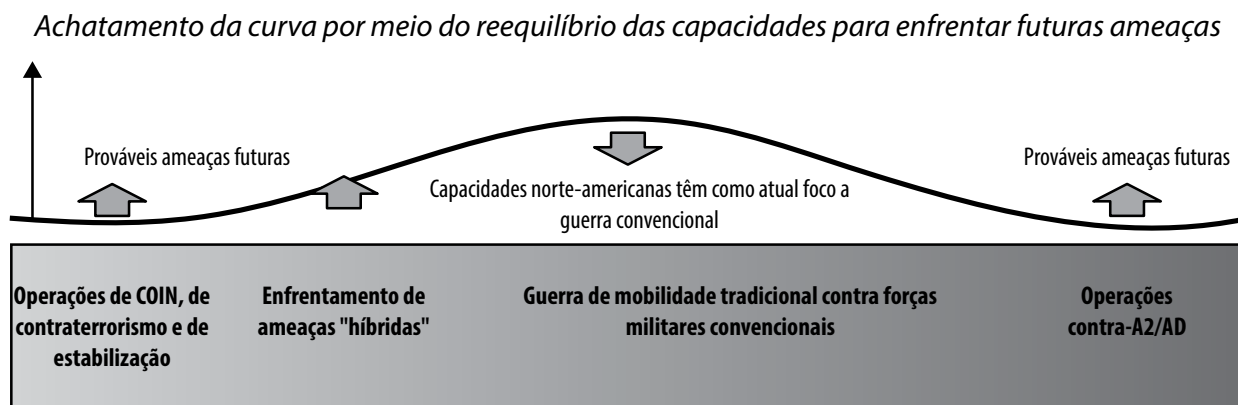 Achatamento da curva por meio do reequilíbrio das capacidades para enfrentar futuras ameaças
Prováveis ameaças futuras
Capacidades norte-americanas têm como atual foco a
guerra convencional
Prováveis ameaças futuras
Operações de COIN, de
contraterrorismo e de
estabilização
Enfrentamento de
ameaças "híbridas"
Guerra de mobilidade tradicional contra forças
militares convencionais
Operações
contra-A2/AD